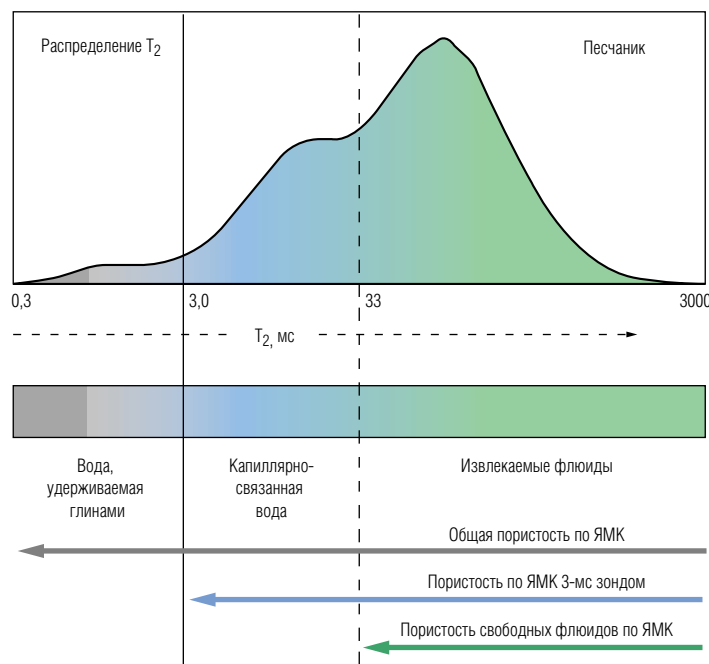 Распределение T2
Песчаник
0,3
3,0
33
3000
T2, мс
Вода,
удерживаемая
глинами
Капиллярно-
связанная
вода
Извлекаемые флюиды
Общая пористость по ЯМК
Пористость по ЯМК 3-мс зондом
Пористость свободных флюидов по ЯМК